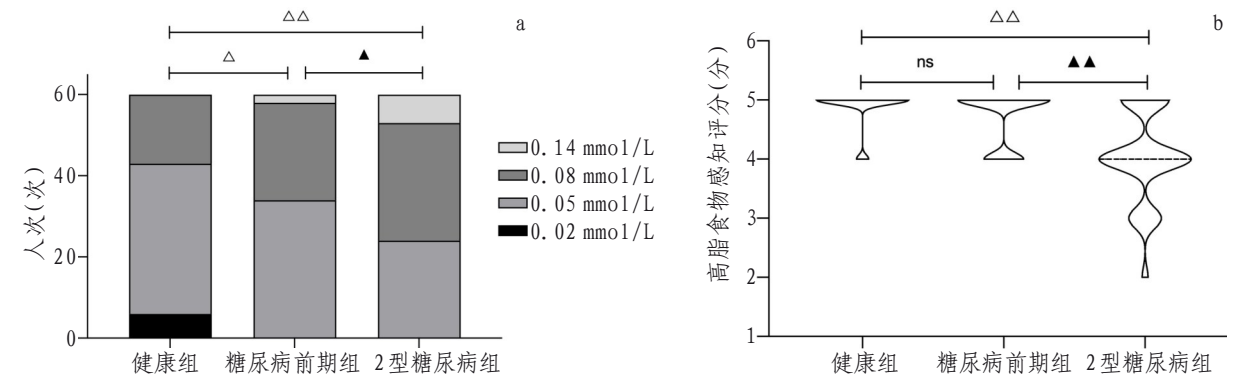 a
△△
△
▲
60
40
20
0
人次(次)
健康组
糖尿病前期组
2型糖尿病组
0.14 mmol/L
0.08 mmol/L
0.05 mmol/L
0.02 mmol/L
b
△△
ns
▲▲
6
5
4
3
2
1
高脂食物感知评分(分)
健康组
糖尿病前期组
2型糖尿病组